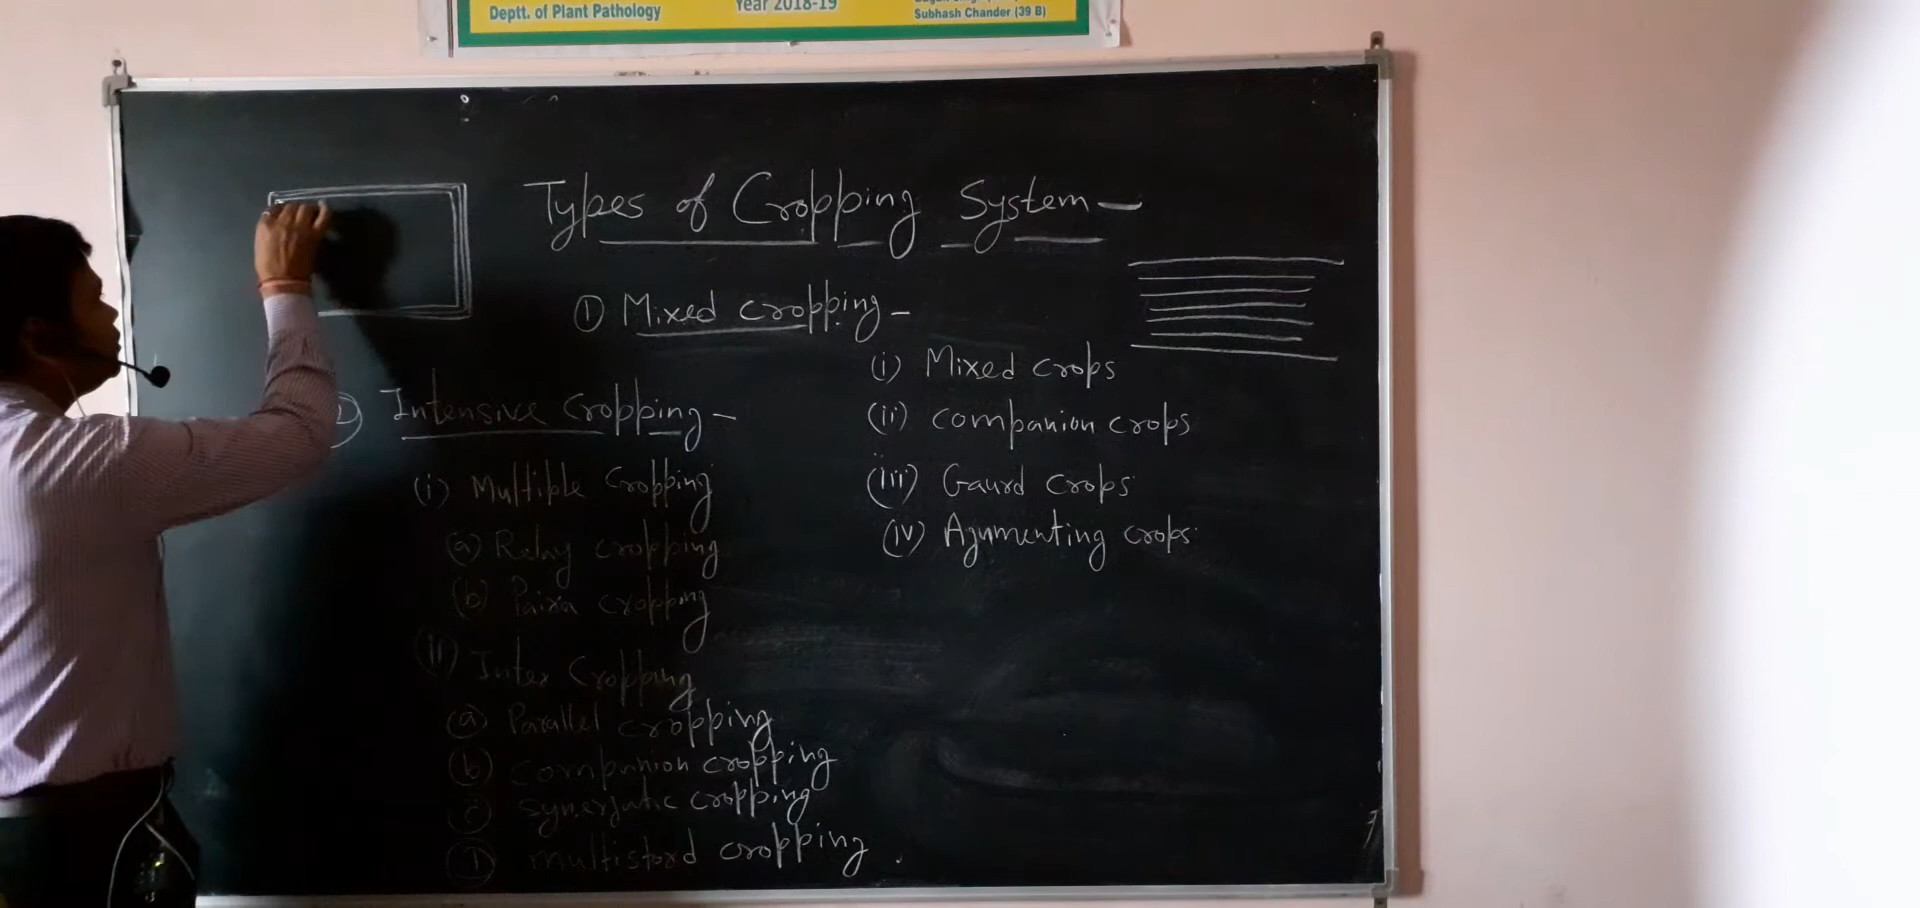 Deptt. of Plant Pathology
Year 2018-19
Subhash Chander (39 B)
Types of Cropping System-
① Mixed cropping -
(i) Mixed crops
(ii) companion crops
(iii) Gaurd crops
(iv) Agumenting crops
Intensive Cropping -
(i) Multiple Cropping
(a) Relay cropping
(b) Paira cropping
(ii) Inter Cropping
(a) Parallel cropping
(b) companion cropping
(c) synergatic cropping
(d) multistord cropping.